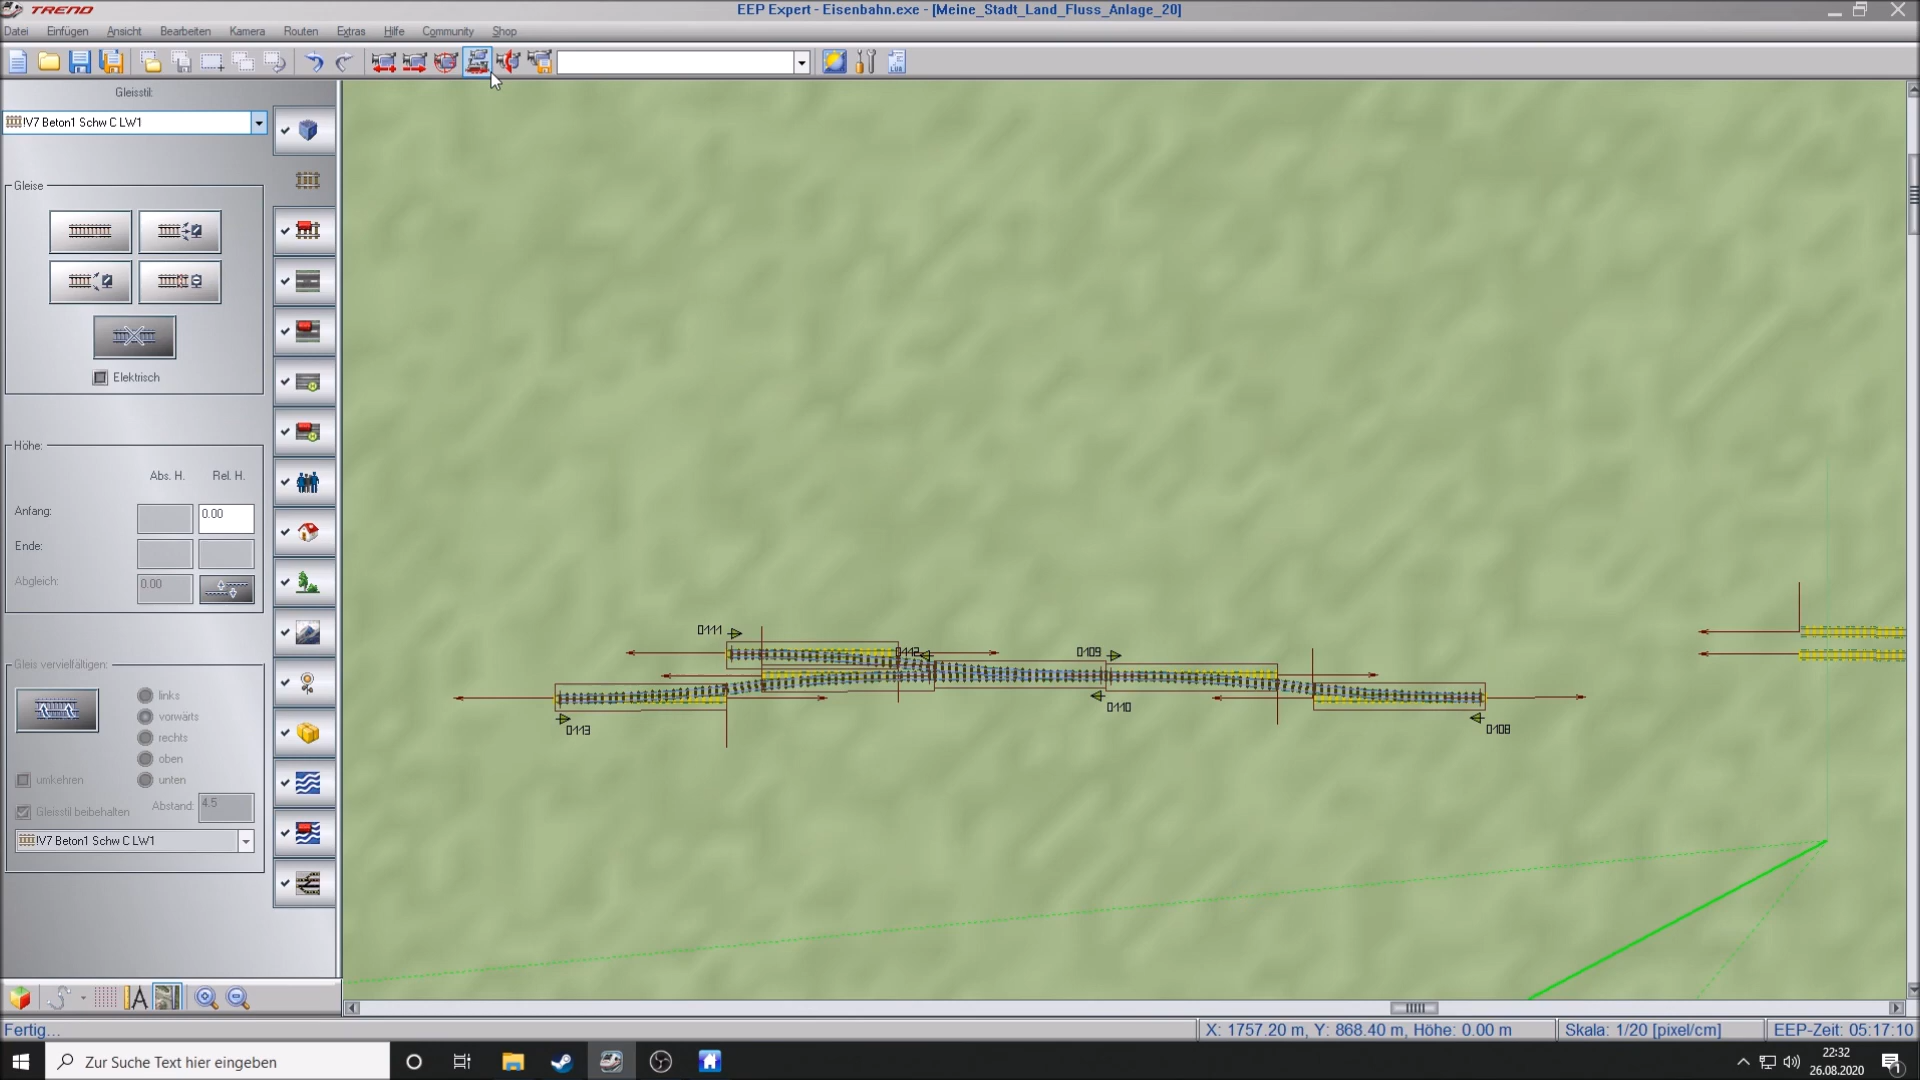 TREND
EEP Expert - Eisenbahn.exe - [Meine_Stadt_Land_Fluss_Anlage_20]
Datei Einfügen Ansicht Bearbeiten Kamera Routen Extras Hilfe Community Shop
LUA
Gleisstil:
!V7 Beton1 Schw C LW1
Gleise
Elektrisch
Höhe:
Abs. H. Rel. H.
Anfang: 0.00
Ende:
Abgleich: 0.00
Gleis vervielfältigen:
links
vorwärts
rechts
oben
umkehren unten
Gleisstil beibehalten Abstand: 4.5
!V7 Beton1 Schw C LW1
0111
0112
0109
0110
0113
0108
Fertig...
X: 1757.20 m, Y: 868.40 m, Höhe: 0.00 m
Skala: 1/20 [pixel/cm]
EEP-Zeit: 05:17:10
Zur Suche Text hier eingeben
22:32
26.08.2020
1